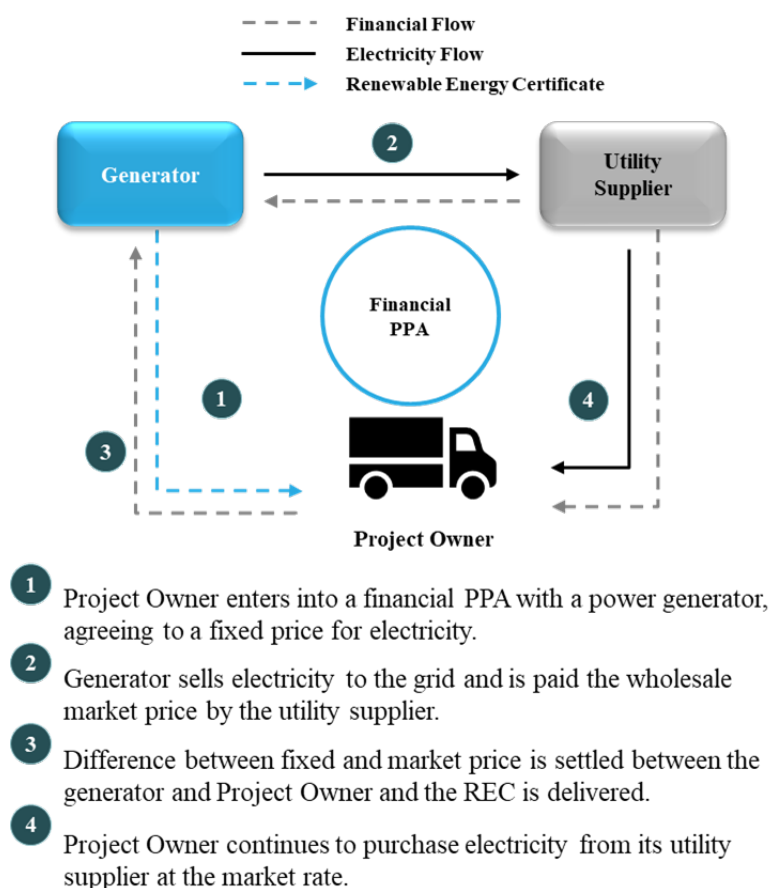 Financial Flow
Electricity Flow
Renewable Energy Certificate
Generator
2
Utility
Supplier
Financial
PPA
1
3
4
Project Owner
1
Project Owner enters into a financial PPA with a power generator,
agreeing to a fixed price for electricity.
2
Generator sells electricity to the grid and is paid the wholesale
market price by the utility supplier.
3
Difference between fixed and market price is settled between the
generator and Project Owner and the REC is delivered.
4
Project Owner continues to purchase electricity from its utility
supplier at the market rate.